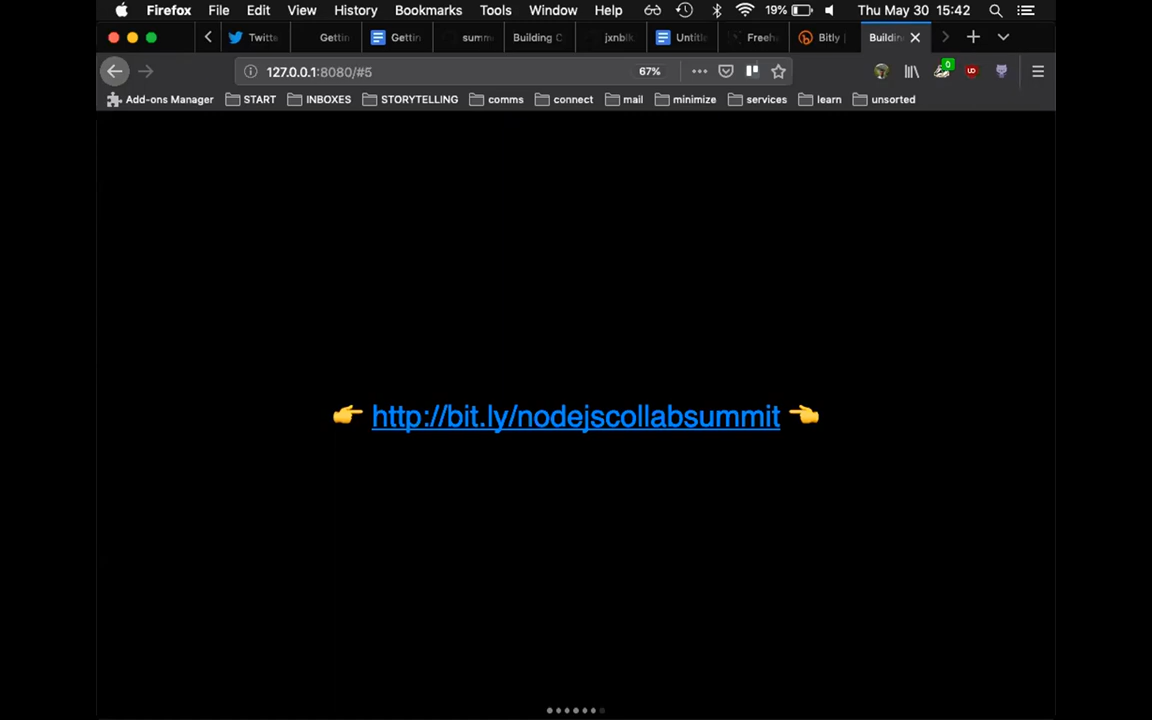 Firefox File Edit View History Bookmarks Tools Window Help 19% Thu May 30 15:42
Twitte Gettin Gettin summ Building C jxnblk Untitle Freeha Bitly | Buildin
127.0.0.1:8080/#5 67% 0
Add-ons Manager START INBOXES STORYTELLING comms connect mail minimize services learn unsorted
👉 http://bit.ly/nodejscollabsummit 👈